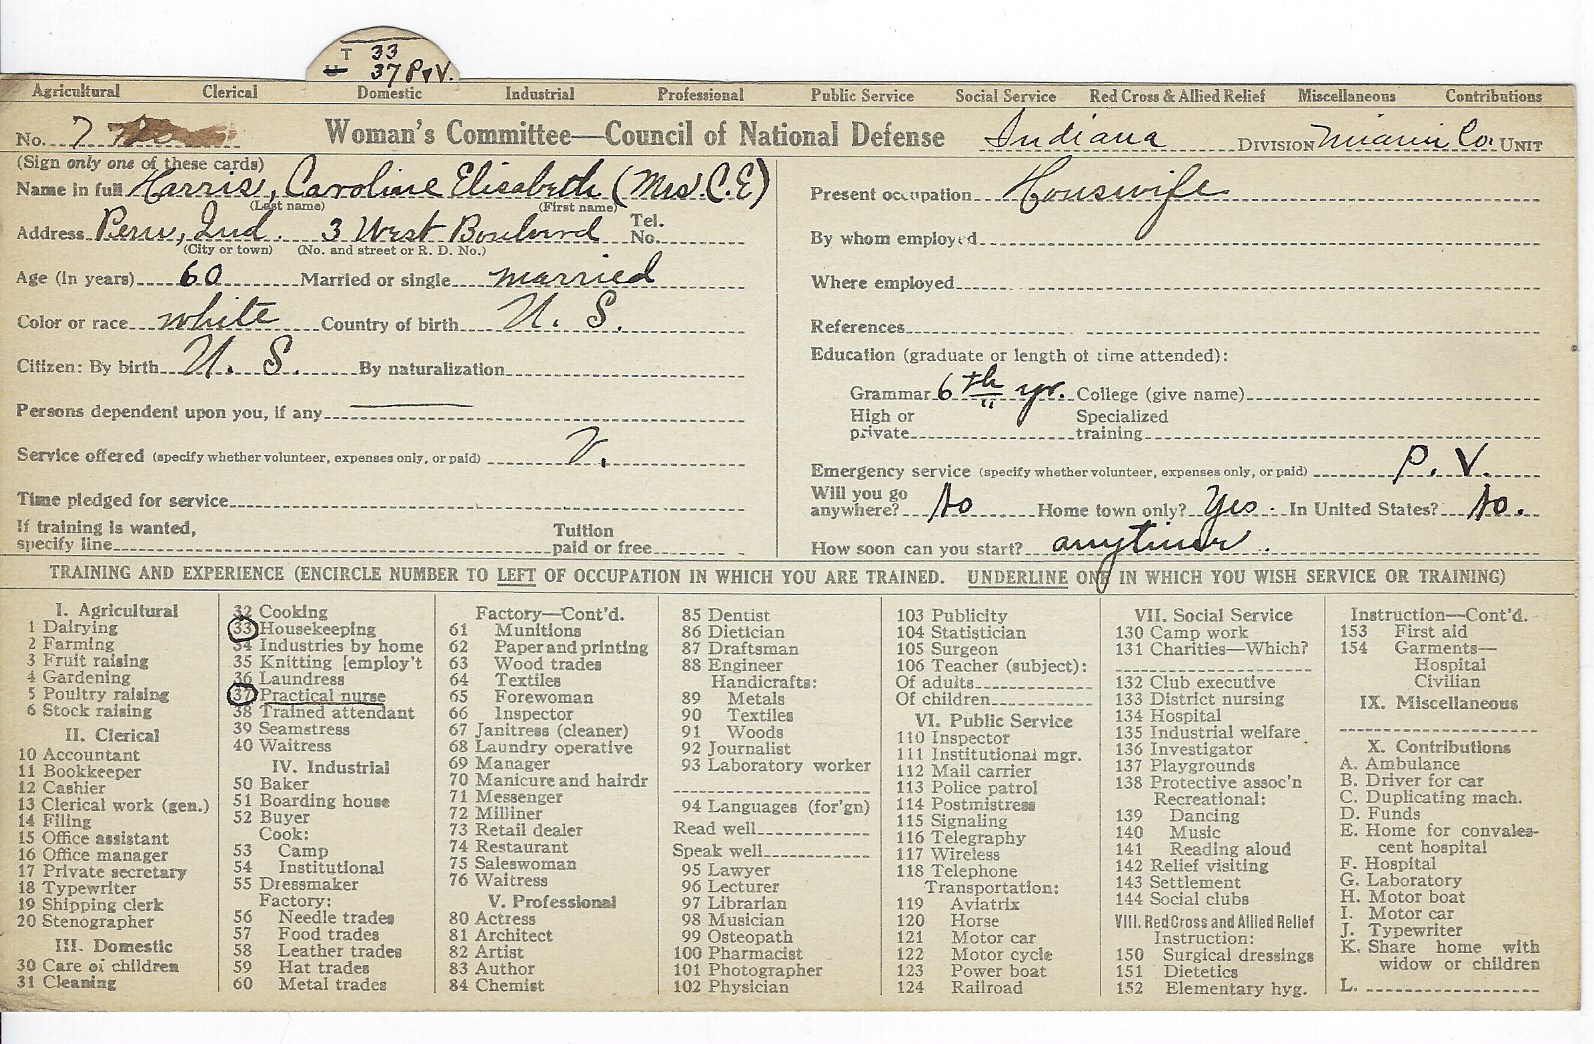 T 33
37 P V.
Agricultural Clerical Domestic Industrial Professional Public Service Social Service Red Cross & Allied Relief Miscellaneous Contributions
No. 7 Woman's Committee—Council of National Defense Indiana DIVISION Miami Co. UNIT
(Sign only one of these cards)
Name in full Harris, Caroline Elisabeth (Mrs C.E)
(Last name) (First name)
Address Peru, Ind. 3 West Boulvord Tel. No.
(City or town) (No. and street or R. D. No.)
Age (in years) 60 Married or single married
Color or race white Country of birth U. S.
Citizen: By birth U. S. By naturalization
Persons dependent upon you, if any
Service offered (specify whether volunteer, expenses only, or paid) V.
Time pledged for service
If training is wanted, specify line Tuition paid or free
Present occupation Houswife
By whom employed
Where employed
References
Education (graduate or length of time attended):
Grammar 6th yr. College (give name)
High or private Specialized training
Emergency service (specify whether volunteer, expenses only, or paid) P. V.
Will you go anywhere? No Home town only? Yes. In United States? No.
How soon can you start? anytime.
TRAINING AND EXPERIENCE (ENCIRCLE NUMBER TO LEFT OF OCCUPATION IN WHICH YOU ARE TRAINED. UNDERLINE ONE IN WHICH YOU WISH SERVICE OR TRAINING)
I. Agricultural
1 Dairying
2 Farming
3 Fruit raising
4 Gardening
5 Poultry raising
6 Stock raising
II. Clerical
10 Accountant
11 Bookkeeper
12 Cashier
13 Clerical work (gen.)
14 Filing
15 Office assistant
16 Office manager
17 Private secretary
18 Typewriter
19 Shipping clerk
20 Stenographer
III. Domestic
30 Care of children
31 Cleaning
32 Cooking
33 Housekeeping
34 Industries by home
35 Knitting [employ't
36 Laundress
37 Practical nurse
38 Trained attendant
39 Seamstress
40 Waitress
IV. Industrial
50 Baker
51 Boarding house
52 Buyer
Cook:
53 Camp
54 Institutional
55 Dressmaker
Factory:
56 Needle trades
57 Food trades
58 Leather trades
59 Hat trades
60 Metal trades
Factory—Cont'd.
61 Munitions
62 Paper and printing
63 Wood trades
64 Textiles
65 Forewoman
66 Inspector
67 Janitress (cleaner)
68 Laundry operative
69 Manager
70 Manicure and hairdr
71 Messenger
72 Milliner
73 Retail dealer
74 Restaurant
75 Saleswoman
76 Waitress
V. Professional
80 Actress
81 Architect
82 Artist
83 Author
84 Chemist
85 Dentist
86 Dietician
87 Draftsman
88 Engineer
Handicrafts:
89 Metals
90 Textiles
91 Woods
92 Journalist
93 Laboratory worker
94 Languages (for'gn)
Read well
Speak well
95 Lawyer
96 Lecturer
97 Librarian
98 Musician
99 Osteopath
100 Pharmacist
101 Photographer
102 Physician
103 Publicity
104 Statistician
105 Surgeon
106 Teacher (subject):
Of adults
Of children
VI. Public Service
110 Inspector
111 Institutional mgr.
112 Mail carrier
113 Police patrol
114 Postmistress
115 Signaling
116 Telegraphy
117 Wireless
118 Telephone
Transportation:
119 Aviatrix
120 Horse
121 Motor car
122 Motor cycle
123 Power boat
124 Railroad
VII. Social Service
130 Camp work
131 Charities—Which?
132 Club executive
133 District nursing
134 Hospital
135 Industrial welfare
136 Investigator
137 Playgrounds
138 Protective assoc'n
Recreational:
139 Dancing
140 Music
141 Reading aloud
142 Relief visiting
143 Settlement
144 Social clubs
VIII. Red Cross and Allied Relief
Instruction:
150 Surgical dressings
151 Dietetics
152 Elementary hyg.
Instruction—Cont'd.
153 First aid
154 Garments—
Hospital
Civilian
IX. Miscellaneous
X. Contributions
A. Ambulance
B. Driver for car
C. Duplicating mach.
D. Funds
E. Home for convales-
cent hospital
F. Hospital
G. Laboratory
H. Motor boat
I. Motor car
J. Typewriter
K. Share home with
widow or children
L.